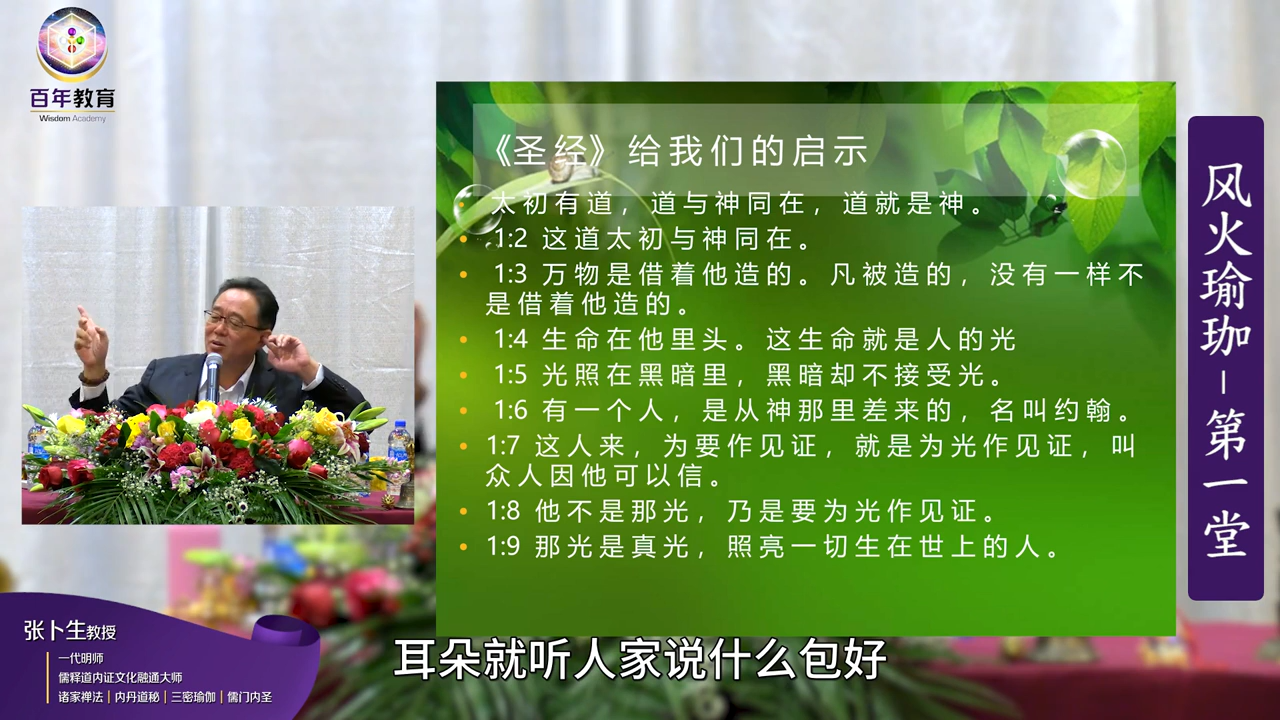 百年教育
Wisdom Academy
《圣经》给我们的启示
太初有道，道与神同在，道就是神。
1:2 这道太初与神同在。
1:3 万物是借着他造的。凡被造的，没有一样不
是借着他造的。
1:4 生命在他里头。这生命就是人的光
1:5 光照在黑暗里，黑暗却不接受光。
1:6 有一个人，是从神那里差来的，名叫约翰。
1:7 这人来，为要作见证，就是为光作见证，叫
众人因他可以信。
1:8 他不是那光，乃是要为光作见证。
1:9 那光是真光，照亮一切生在世上的人。
风火瑜珈－第一堂
张卜生教授
一代明师
儒释道内证文化融通大师
诸家禅法｜内丹道秘｜三密瑜伽｜儒门内圣
耳朵就听人家说什么包好